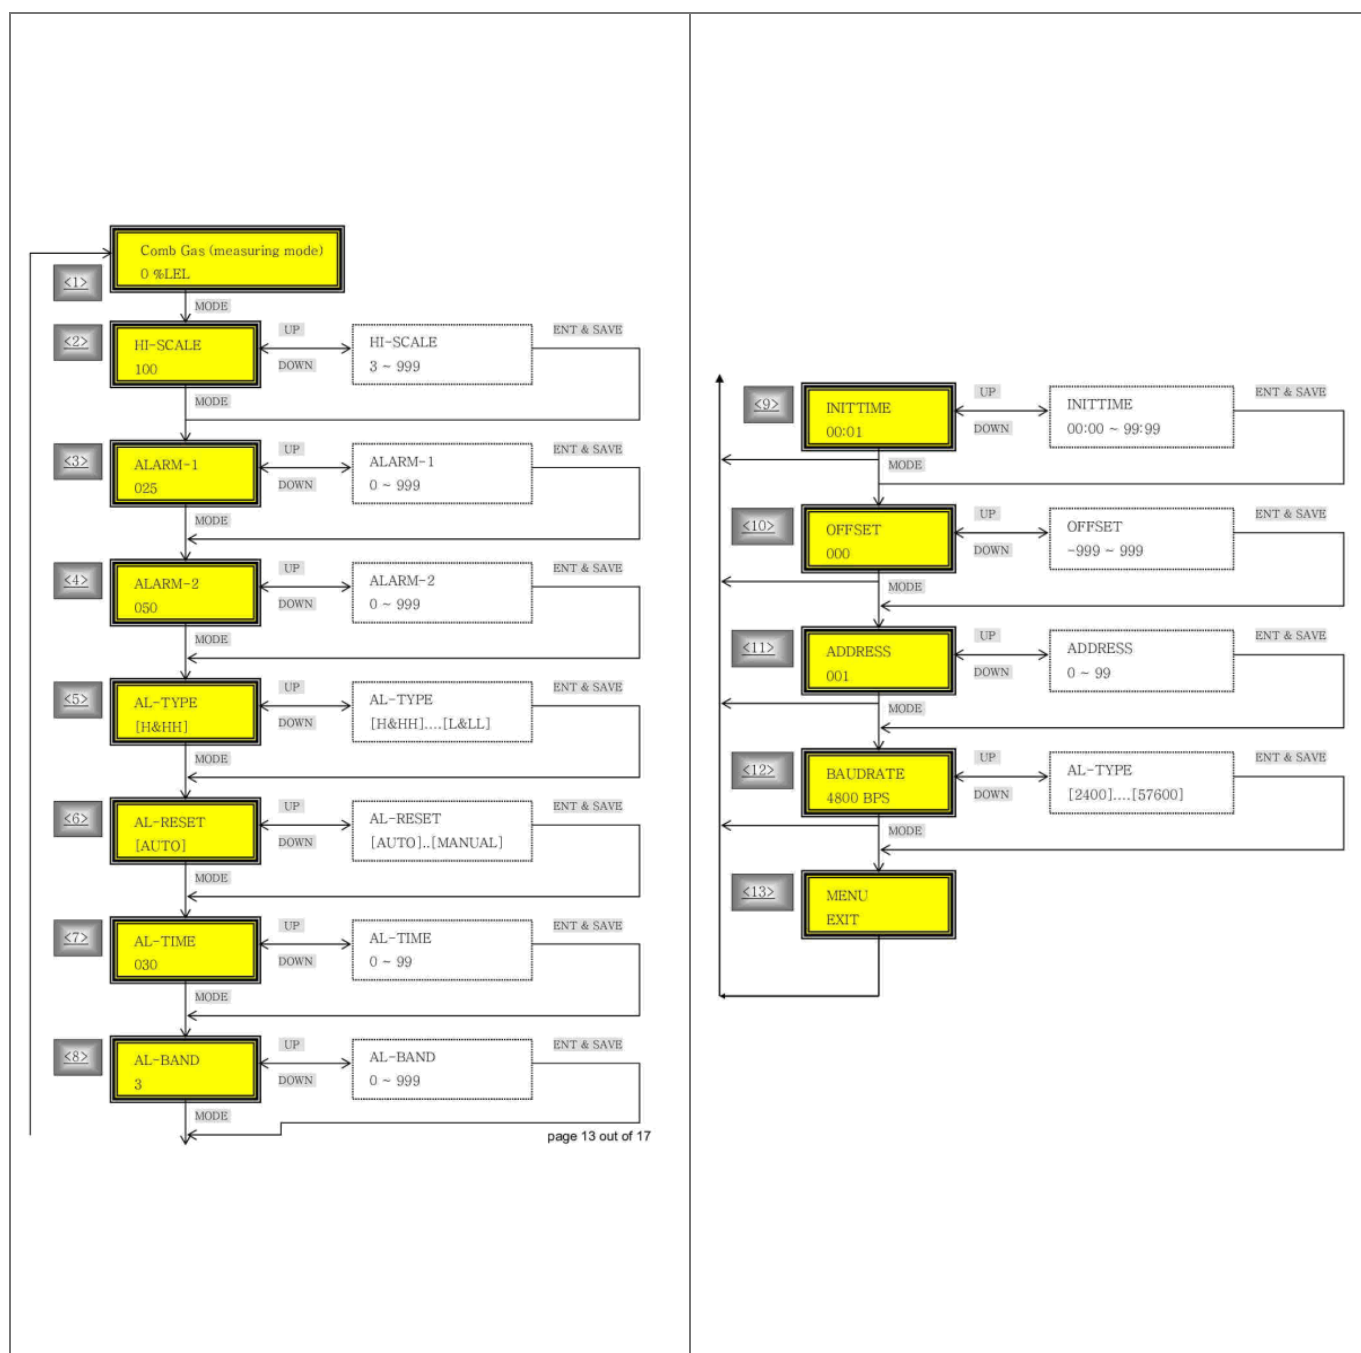 Comb Gas (measuring mode)
0 %LEL
<1>
MODE
<2>
HI-SCALE
100
UP
DOWN
HI-SCALE
3 ~ 999
ENT & SAVE
MODE
<3>
ALARM-1
025
UP
DOWN
ALARM-1
0 ~ 999
ENT & SAVE
MODE
<4>
ALARM-2
050
UP
DOWN
ALARM-2
0 ~ 999
ENT & SAVE
MODE
<5>
AL-TYPE
[H&HH]
UP
DOWN
AL-TYPE
[H&HH]....[L&LL]
ENT & SAVE
MODE
<6>
AL-RESET
[AUTO]
UP
DOWN
AL-RESET
[AUTO]..[MANUAL]
ENT & SAVE
MODE
<7>
AL-TIME
030
UP
DOWN
AL-TIME
0 ~ 99
ENT & SAVE
MODE
<8>
AL-BAND
3
UP
DOWN
AL-BAND
0 ~ 999
ENT & SAVE
MODE
page 13 out of 17
<9>
INITTIME
00:01
UP
DOWN
INITTIME
00:00 ~ 99:99
ENT & SAVE
MODE
<10>
OFFSET
000
UP
DOWN
OFFSET
-999 ~ 999
ENT & SAVE
MODE
<11>
ADDRESS
001
UP
DOWN
ADDRESS
0 ~ 99
ENT & SAVE
MODE
<12>
BAUDRATE
4800 BPS
UP
DOWN
AL-TYPE
[2400]....[57600]
ENT & SAVE
MODE
<13>
MENU
EXIT